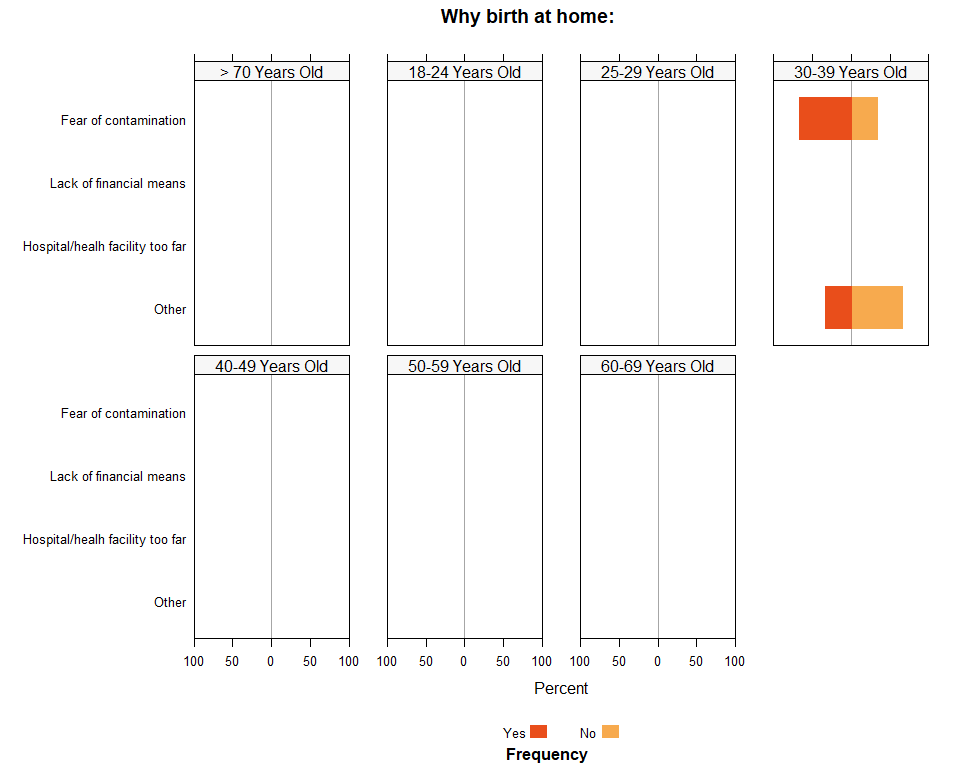 Why birth at home:
> 70 Years Old
18-24 Years Old
25-29 Years Old
30-39 Years Old
Fear of contamination
Lack of financial means
Hospital/healh facility too far
Other
40-49 Years Old
50-59 Years Old
60-69 Years Old
Fear of contamination
Lack of financial means
Hospital/healh facility too far
Other
100 50 0 50 100 100 50 0 50 100 100 50 0 50 100
Percent
Yes No
Frequency